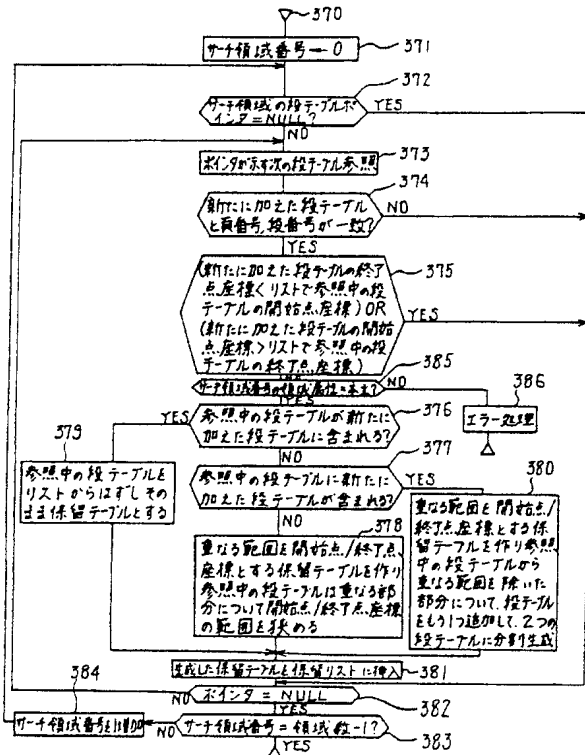 370
サーチ領域番号←0
371
372
サーチ領域の段テーブルポ
インタ=NULL?
YES
NO
373
ポインタが示す次の段テーブル参照
374
新たに加えた段テーブル
と頁番号,段番号が一致?
NO
YES
375
(新たに加えた段テーブルの終了
点座標<リストで参照中の段
テーブルの開始点座標)OR
(新たに加えた段テーブルの開始
点座標>リストで参照中の段
テーブルの終了点座標)
YES
NO
385
サーチ領域番号の領域属性=本文?
NO
YES
386
エラー処理
376
参照中の段テーブルが新たに
加えた段テーブルに含まれる?
YES
NO
379
参照中の段テーブルを
リストからはずしその
まま保留テーブルとする
377
参照中の段テーブルに新たに
加えた段テーブルが含まれる?
YES
NO
378
重なる範囲を開始点/終了点
座標とする保留テーブルを作り
参照中の段テーブルは重なる部
分について開始点/終了点座標
の範囲を狭める
380
重なる範囲を開始点/
終了点座標とする保
留テーブルを作り参照
中の段テーブルから
重なる範囲を除いた
部分について,段テーブル
をもう1つ追加して,2つの
段テーブルに分割生成
生成した保留テーブルを保留リストに挿入
381
ポインタ=NULL
NO
YES
382
384
サーチ領域番号を1増加
サーチ領域番号=領域数-1?
NO
YES
383